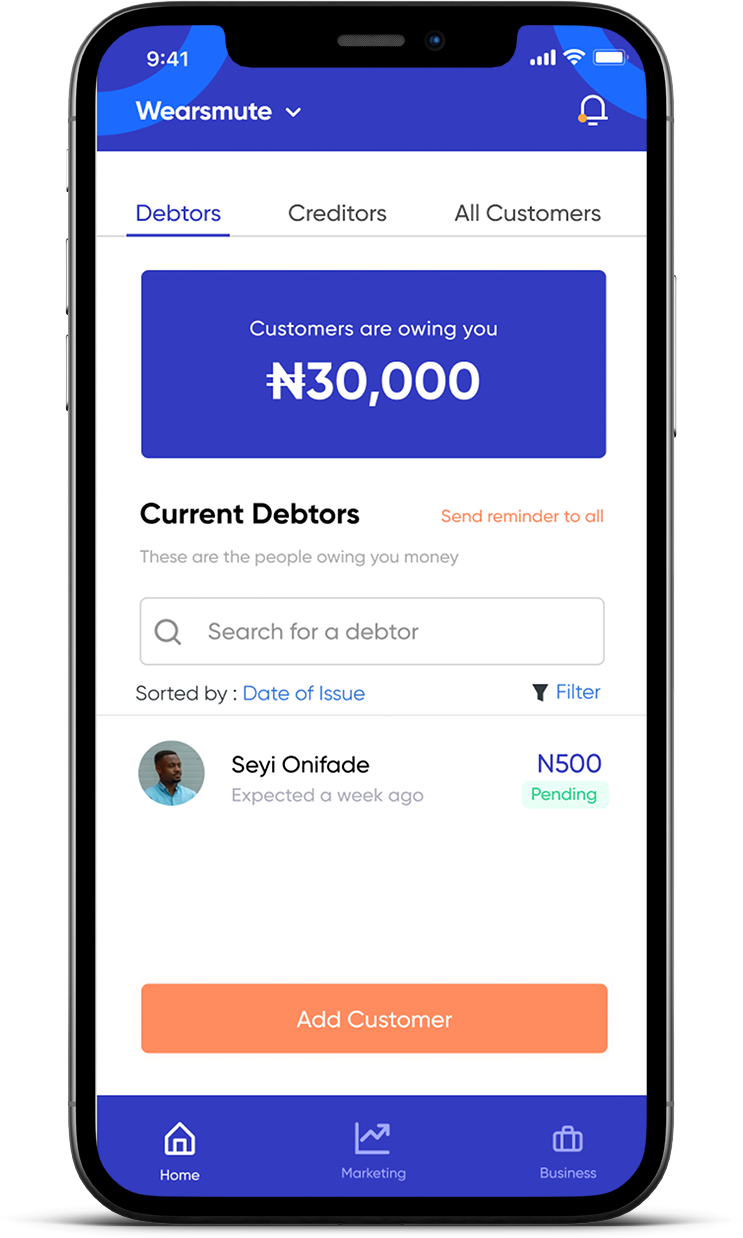 9:41
Wearsmute
Debtors Creditors All Customers
Customers are owing you
₦30,000
Current Debtors Send reminder to all
These are the people owing you money
Search for a debtor
Sorted by : Date of Issue Filter
Seyi Onifade N500
Expected a week ago Pending
Add Customer
Home Marketing Business